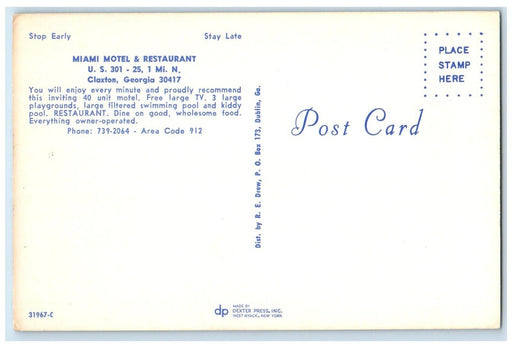 Stop Early Stay Late
MIAMI MOTEL & RESTAURANT
U. S. 301 - 25, 1 Mi. N.
Claxton, Georgia 30417
You will enjoy every minute and proudly recommend
this inviting 40 unit motel. Free large TV. 3 large
playgrounds, large filtered swimming pool and kiddy
pool. RESTAURANT. Dine on good, wholesome food.
Everything owner-operated.
Phone: 739-2064 - Area Code 912
31967-C
Dist. by R. E. Drew, P. O. Box 173, Dublin, Ga.
dp
MADE BY
DEXTER PRESS, INC.
WEST NYACK, NEW YORK
Post Card
PLACE
STAMP
HERE